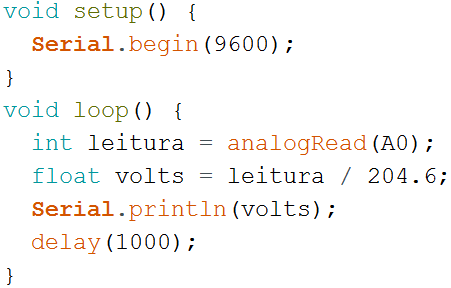 void setup() {
  Serial.begin(9600);
}
void loop() {
  int leitura = analogRead(A0);
  float volts = leitura / 204.6;
  Serial.println(volts);
  delay(1000);
}